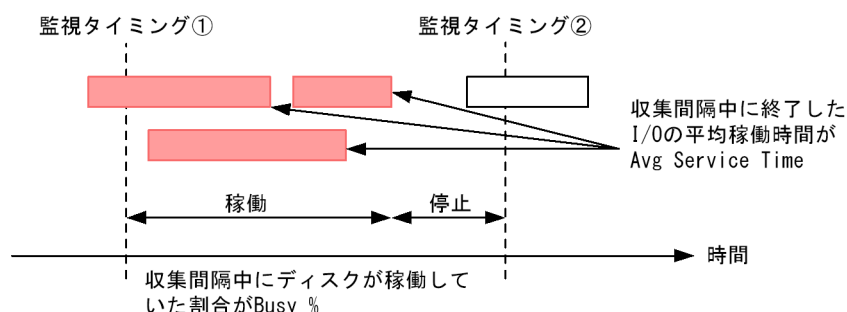 監視タイミング①
監視タイミング②
収集間隔中に終了した
I/Oの平均稼働時間が
Avg Service Time
稼働
停止
時間
収集間隔中にディスクが稼働して
いた割合がBusy %